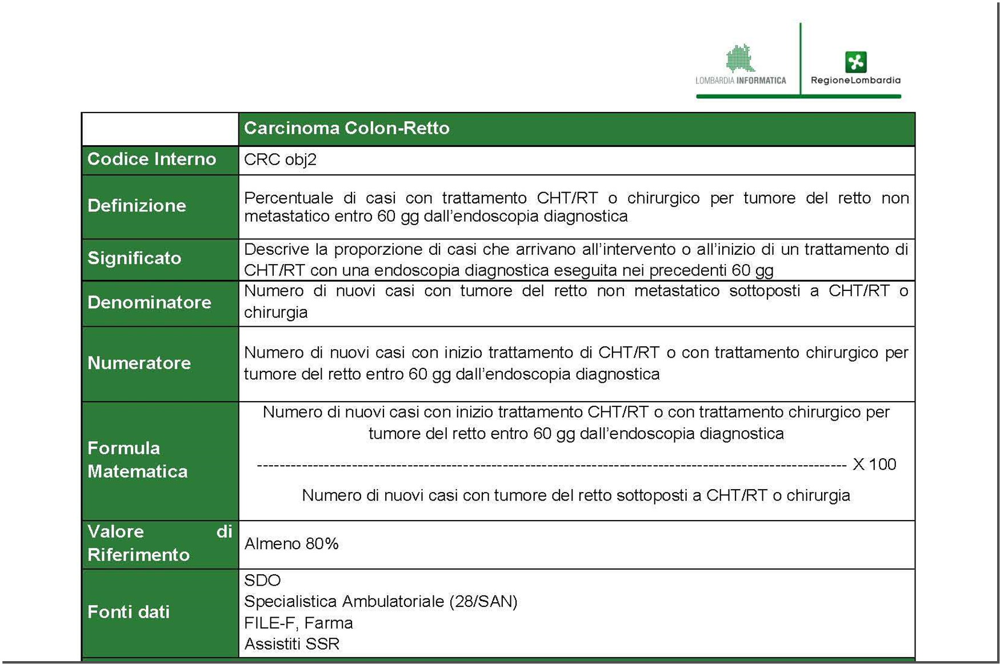 LOMBARDIA INFORMATICA
RegioneLombardia
Carcinoma Colon-Retto
Codice Interno
CRC obj2
Definizione
Percentuale di casi con trattamento CHT/RT o chirurgico per tumore del retto non
metastatico entro 60 gg dall'endoscopia diagnostica
Significato
Descrive la proporzione di casi che arrivano all'intervento o all'inizio di un trattamento di
CHT/RT con una endoscopia diagnostica eseguita nei precedenti 60 gg
Denominatore
Numero di nuovi casi con tumore del retto non metastatico sottoposti a CHT/RT o
chirurgia
Numeratore
Numero di nuovi casi con inizio trattamento di CHT/RT o con trattamento chirurgico per
tumore del retto entro 60 gg dall'endoscopia diagnostica
Formula
Matematica
Numero di nuovi casi con inizio trattamento CHT/RT o con trattamento chirurgico per
tumore del retto entro 60 gg dall'endoscopia diagnostica
---------------------------------------------------------------------------------------------------------- X 100
Numero di nuovi casi con tumore del retto sottoposti a CHT/RT o chirurgia
Valore di
Riferimento
Almeno 80%
Fonti dati
SDO
Specialistica Ambulatoriale (28/SAN)
FILE-F, Farma
Assistiti SSR